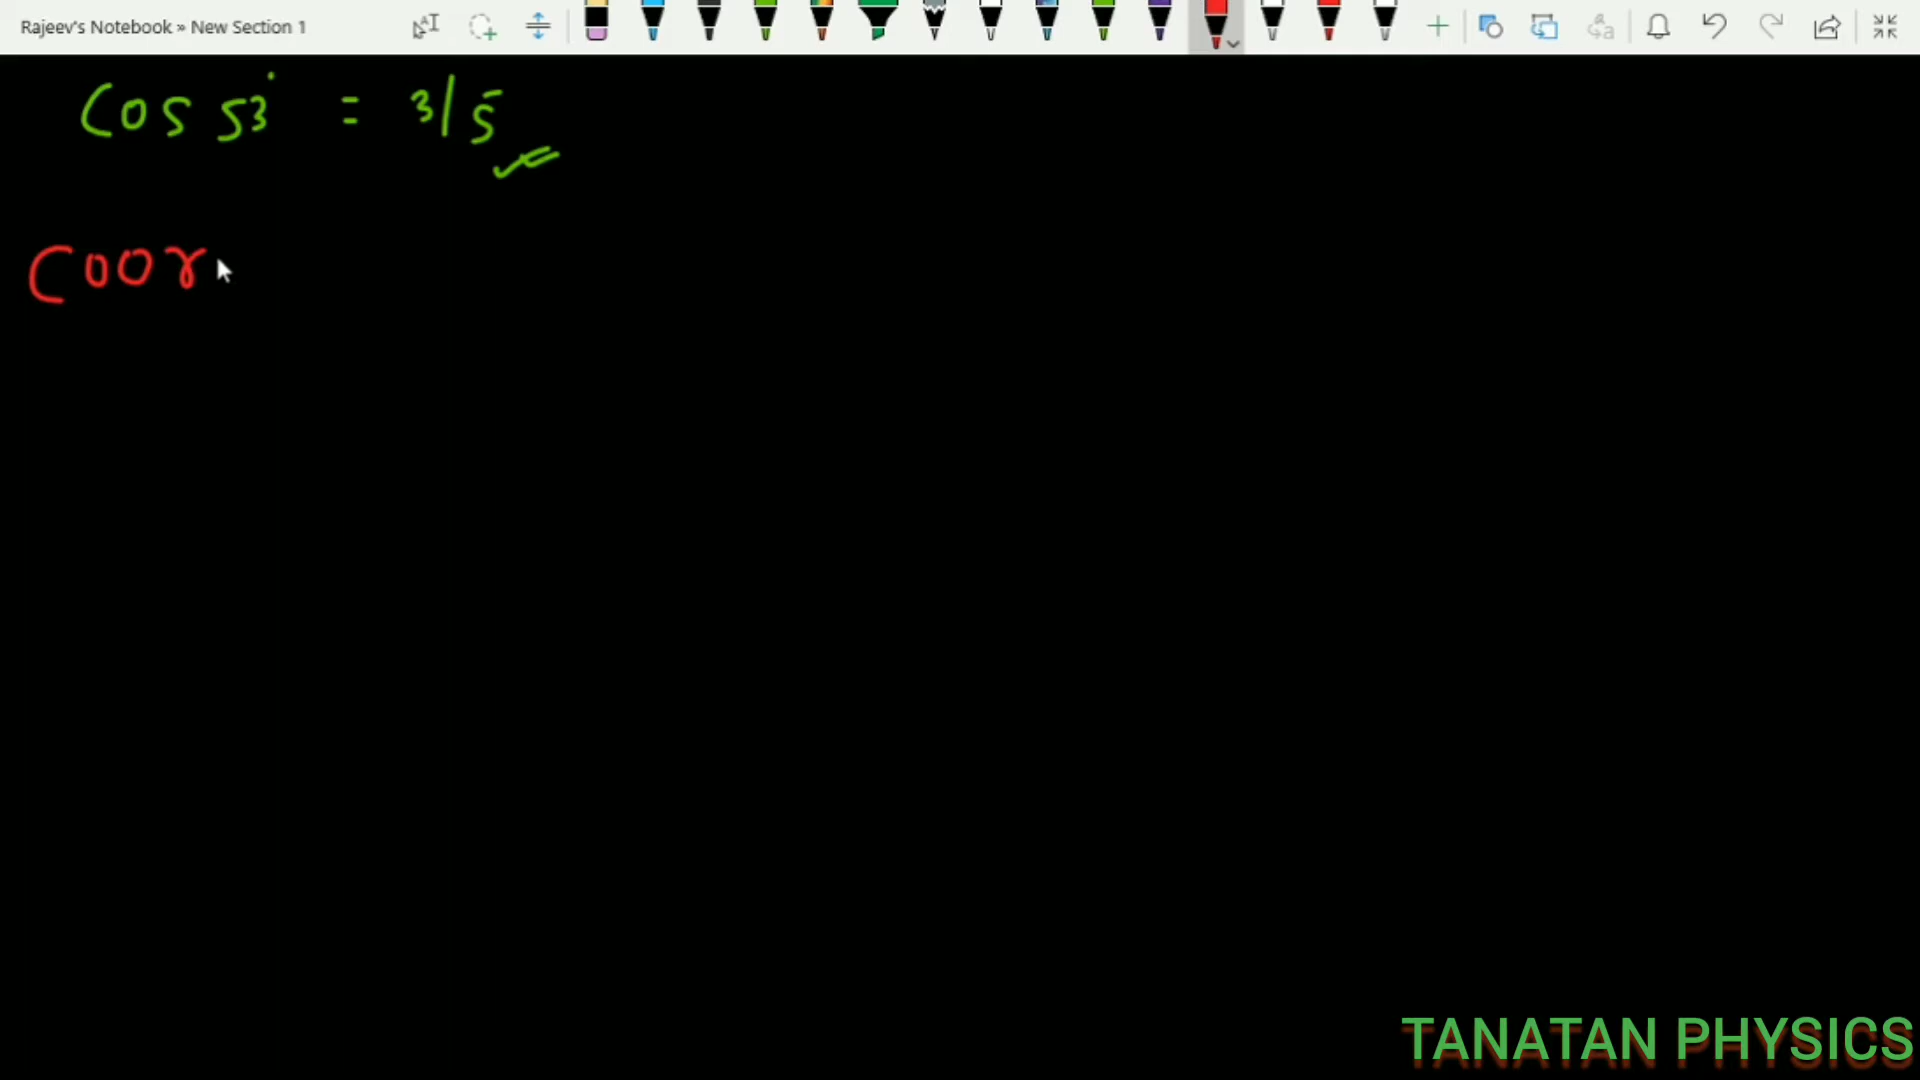 Rajeev's Notebook » New Section 1
Cos 53° = 3/5
Coor
TANATAN PHYSICS